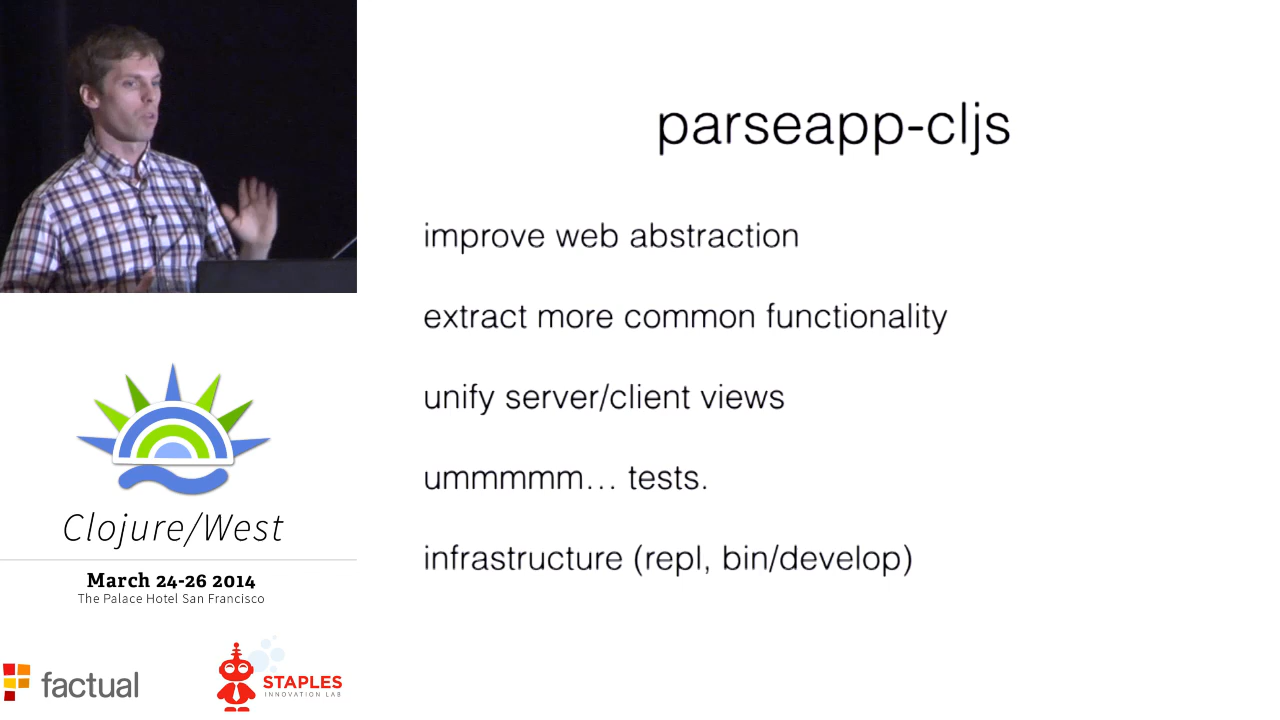 parseapp-cljs
improve web abstraction
extract more common functionality
unify server/client views
ummmmm... tests.
infrastructure (repl, bin/develop)
Clojure/West
March 24-26 2014
The Palace Hotel San Francisco
factual
STAPLES
INNOVATION LAB